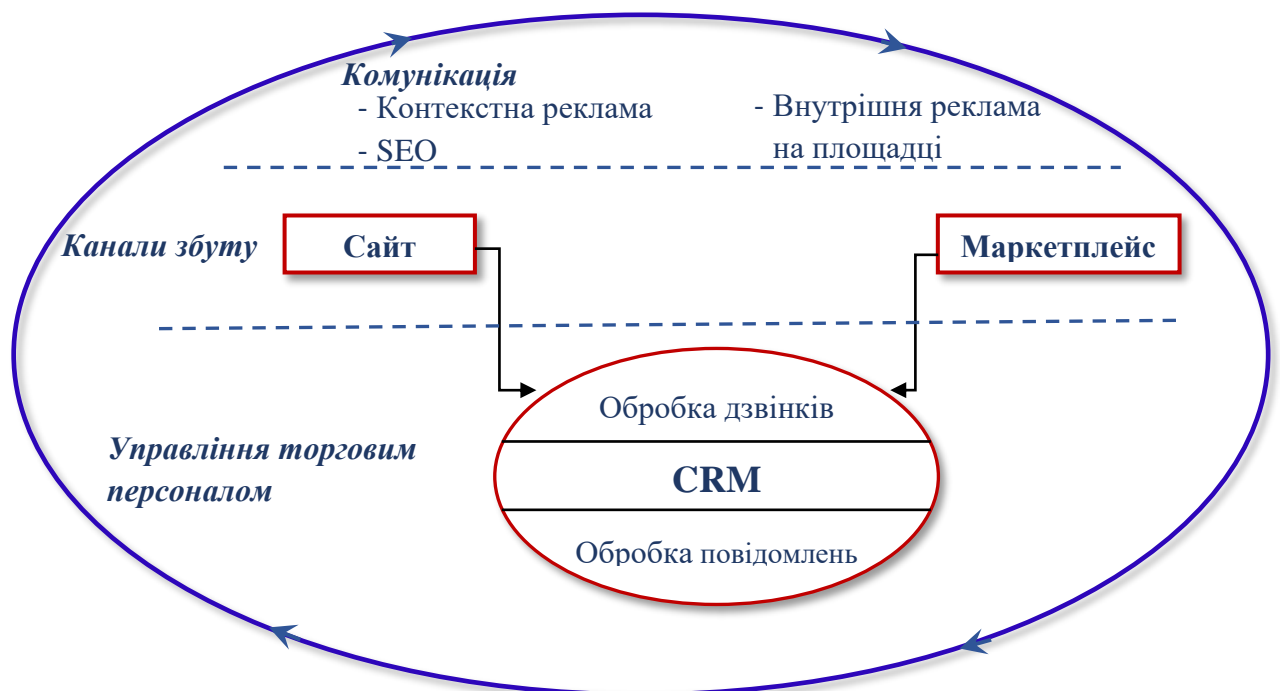 Комунікація
- Контекстна реклама
- SEO
- Внутрішня реклама
на площадці
Канали збуту
Сайт
Маркетплейс
Обробка дзвінків
Управління торговим
персоналом
CRM
Обробка повідомлень